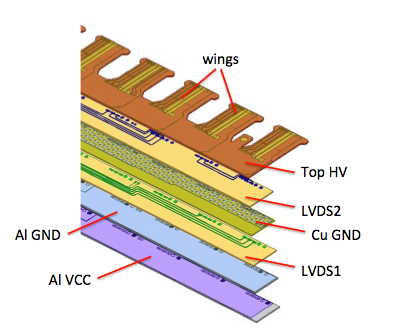 wings
Top HV
LVDS2
Cu GND
Al GND
LVDS1
Al VCC